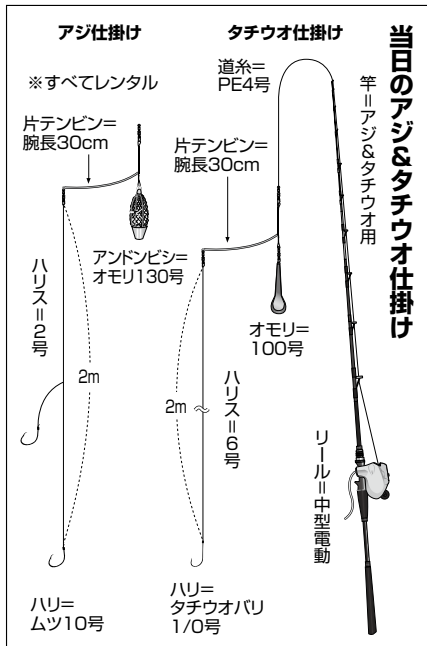 当日のアジ&タチウオ仕掛け
竿=アジ&タチウオ用
タチウオ仕掛け
道糸=
PE4号
片テンビン=
腕長30cm
オモリ=
100号
ハリス=6号
2m
ハリ=
タチウオバリ
1/0号
リール=中型電動
アジ仕掛け
※すべてレンタル
片テンビン=
腕長30cm
アンドンビシ=
オモリ130号
ハリス=2号
2m
ハリ=
ムツ10号